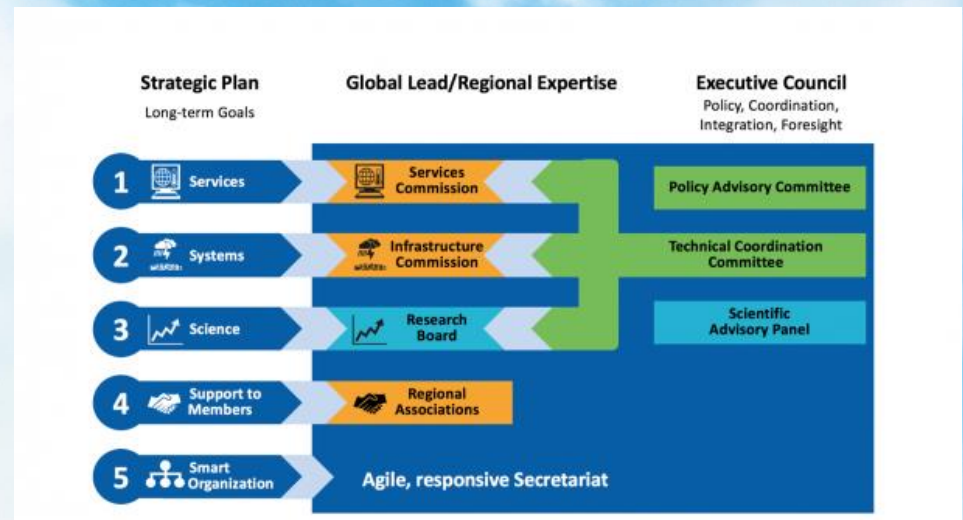 Strategic Plan
Long-term Goals
Global Lead/Regional Expertise
Executive Council
Policy, Coordination,
Integration, Foresight
1
Services
Services
Commission
Policy Advisory Committee
2
Systems
Infrastructure
Commission
Technical Coordination
Committee
3
Science
Research
Board
Scientific
Advisory Panel
4
Support to
Members
Regional
Associations
5
Smart
Organization
Agile, responsive Secretariat